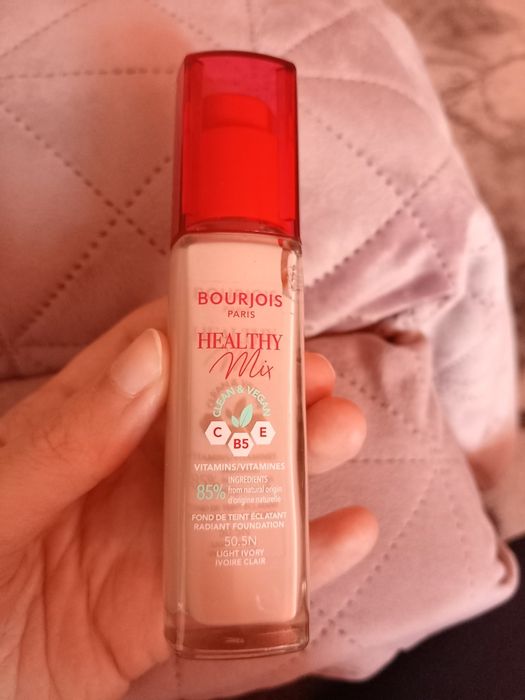 BOURJOIS
PARIS
HEALTHY
Mix
CLEAN & VEGAN
C B5 E
VITAMINS/VITAMINES
85% INGREDIENTS
from natural origin
d'origine naturelle
FOND DE TEINT ÉCLATANT
RADIANT FOUNDATION
50.5N
LIGHT IVORY
IVOIRE CLAIR